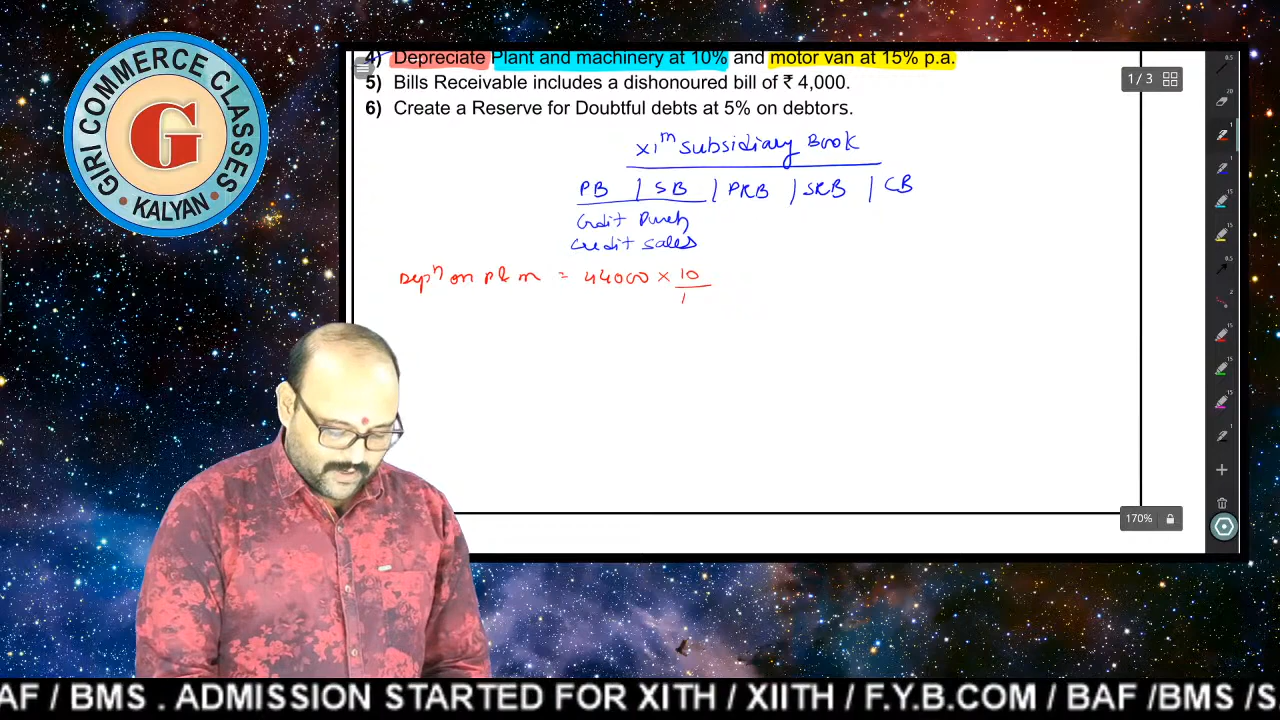 GIRI COMMERCE CLASSES
G
• KALYAN •
4) Depreciate Plant and machinery at 10% and motor van at 15% p.a.
5) Bills Receivable includes a dishonoured bill of ₹ 4,000.
6) Create a Reserve for Doubtful debts at 5% on debtors.
1/3
XIᵐ Subsidiary Book
PB | SB | PRB | SRB | CB
Credit Purch
Credit Sales
Depⁿ on P & M = 44000 × 10
1
170%
AF / BMS . ADMISSION STARTED FOR XITH / XIITH / F.Y.B.COM / BAF /BMS /S